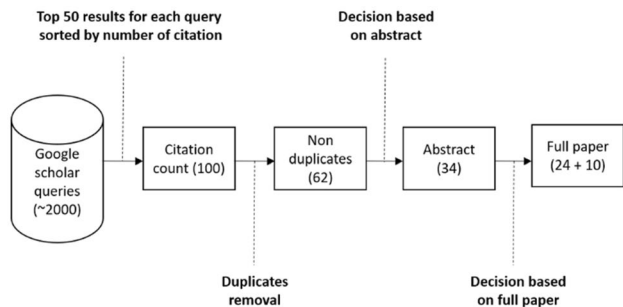 Top 50 results for each query
sorted by number of citation
Decision based
on abstract
Google
scholar
queries
(~2000)
Citation
count (100)
Non
duplicates
(62)
Abstract
(34)
Full paper
(24 + 10)
Duplicates
removal
Decision based
on full paper